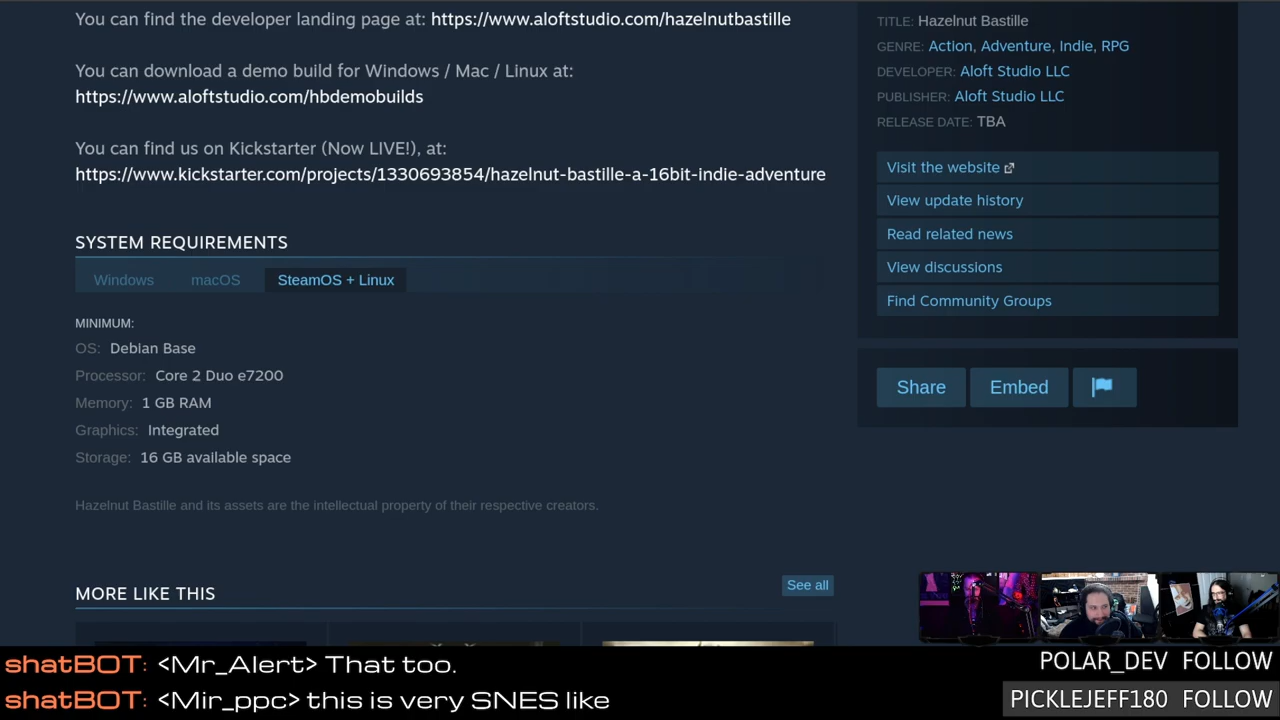 You can find the developer landing page at: https://www.aloftstudio.com/hazelnutbastille
You can download a demo build for Windows / Mac / Linux at:
https://www.aloftstudio.com/hbdemobuilds
You can find us on Kickstarter (Now LIVE!), at:
https://www.kickstarter.com/projects/1330693854/hazelnut-bastille-a-16bit-indie-adventure
SYSTEM REQUIREMENTS
Windows macOS SteamOS + Linux
MINIMUM:
OS: Debian Base
Processor: Core 2 Duo e7200
Memory: 1 GB RAM
Graphics: Integrated
Storage: 16 GB available space
Hazelnut Bastille and its assets are the intellectual property of their respective creators.
MORE LIKE THIS
See all
TITLE: Hazelnut Bastille
GENRE: Action, Adventure, Indie, RPG
DEVELOPER: Aloft Studio LLC
PUBLISHER: Aloft Studio LLC
RELEASE DATE: TBA
Visit the website
View update history
Read related news
View discussions
Find Community Groups
Share Embed
shatBOT: <Mr_Alert> That too.
shatBOT: <Mir_ppc> this is very SNES like
POLAR_DEV FOLLOW
PICKLEJEFF180 FOLLOW